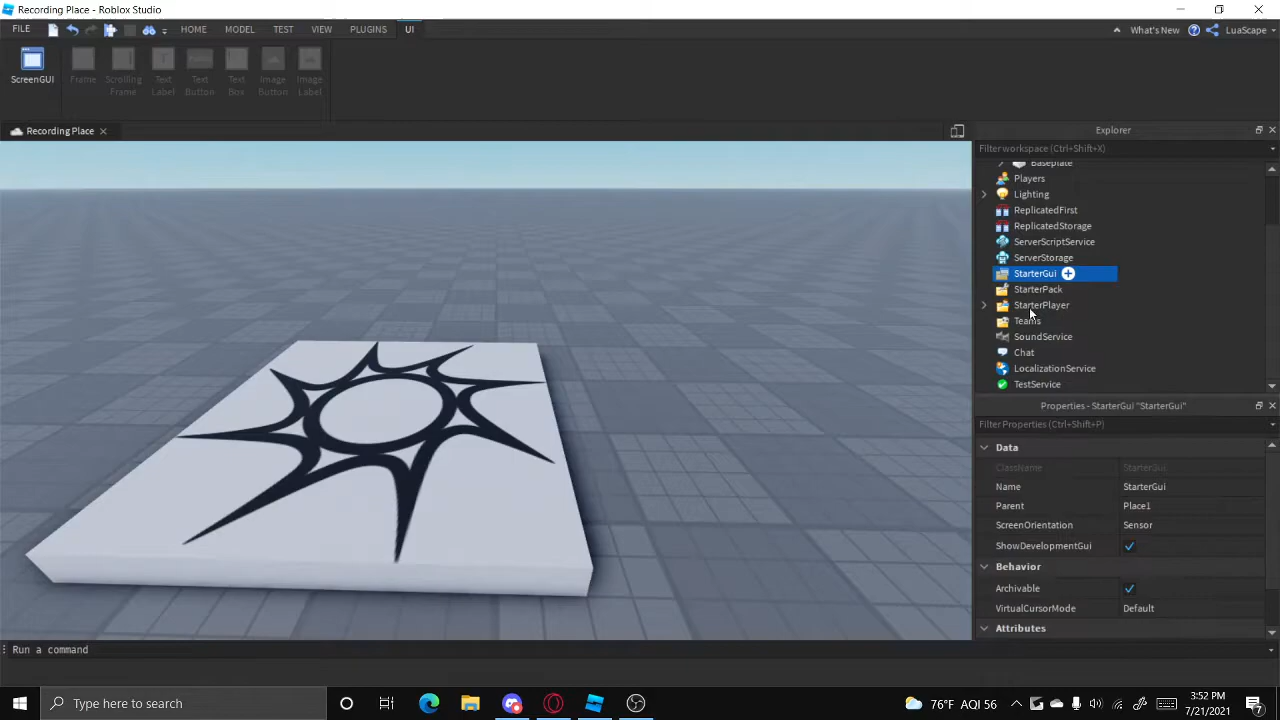 Recording Place - Roblox Studio
FILE HOME MODEL TEST VIEW PLUGINS UI What's New LuaScape
ScreenGUI Frame Scrolling Frame Text Label Text Button Text Box Image Button Image Label
Recording Place
Explorer
Filter workspace (Ctrl+Shift+X)
Baseplate
Players
Lighting
ReplicatedFirst
ReplicatedStorage
ServerScriptService
ServerStorage
StarterGui
StarterPack
StarterPlayer
Teams
SoundService
Chat
LocalizationService
TestService
Properties - StarterGui "StarterGui"
Filter Properties (Ctrl+Shift+P)
Data
ClassName StarterGui
Name StarterGui
Parent Place1
ScreenOrientation Sensor
ShowDevelopmentGui
Behavior
Archivable
VirtualCursorMode Default
Attributes
Run a command
Type here to search
76°F AQI 56
3:52 PM
7/21/2021